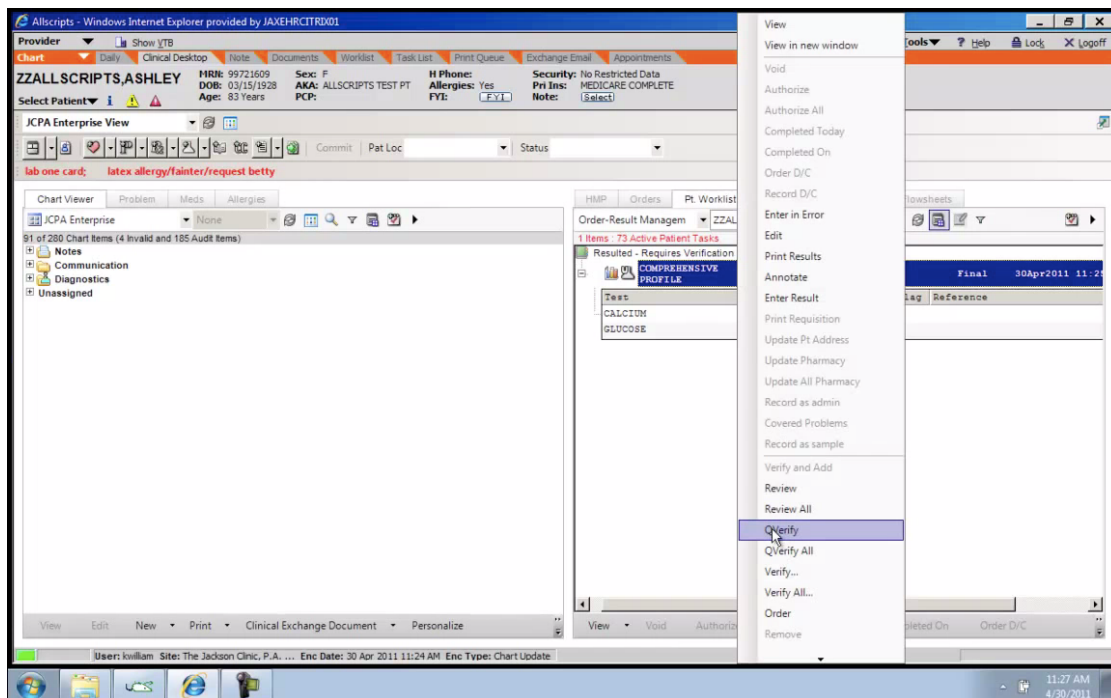 Allscripts - Windows Internet Explorer provided by JAXEHRCITRIX01
Provider Show VTB Tools Help Lock Logoff
Chart Daily Clinical Desktop Note Documents Worklist Task List Print Queue Exchange Email Appointments
ZZALLSCRIPTS,ASHLEY MRN: 99721609 Sex: F H Phone: Security: No Restricted Data
DOB: 03/15/1928 AKA: ALLSCRIPTS TEST PT Allergies: Yes Pri Ins: MEDICARE COMPLETE
Select Patient Age: 83 Years PCP: FYI: FYI Note: (Select)
JCPA Enterprise View
Commit Pat Loc Status
lab one card; latex allergy/fainter/request betty
Chart Viewer Problem Meds Allergies
JCPA Enterprise None
91 of 280 Chart Items (4 Invalid and 185 Audit Items)
Notes
Communication
Diagnostics
Unassigned
View Edit New Print Clinical Exchange Document Personalize
HMP Orders Pt. Worklist lowsheets
Order-Result Managem ZZAL
1 Items : 73 Active Patient Tasks
Resulted - Requires Verification
COMPREHENSIVE PROFILE Final 30Apr2011 11:25
Test lag Reference
CALCIUM
GLUCOSE
View Void Authoriz pleted On Order D/C
View
View in new window
Void
Authorize
Authorize All
Completed Today
Completed On
Order D/C
Record D/C
Enter in Error
Edit
Print Results
Annotate
Enter Result
Print Requisition
Update Pt Address
Update Pharmacy
Update All Pharmacy
Record as admin
Covered Problems
Record as sample
Verify and Add
Review
Review All
QVerify
QVerify All
Verify...
Verify All...
Order
Remove
User: kwilliam Site: The Jackson Clinic, P.A. ... Enc Date: 30 Apr 2011 11:24 AM Enc Type: Chart Update
11:27 AM
4/30/2011